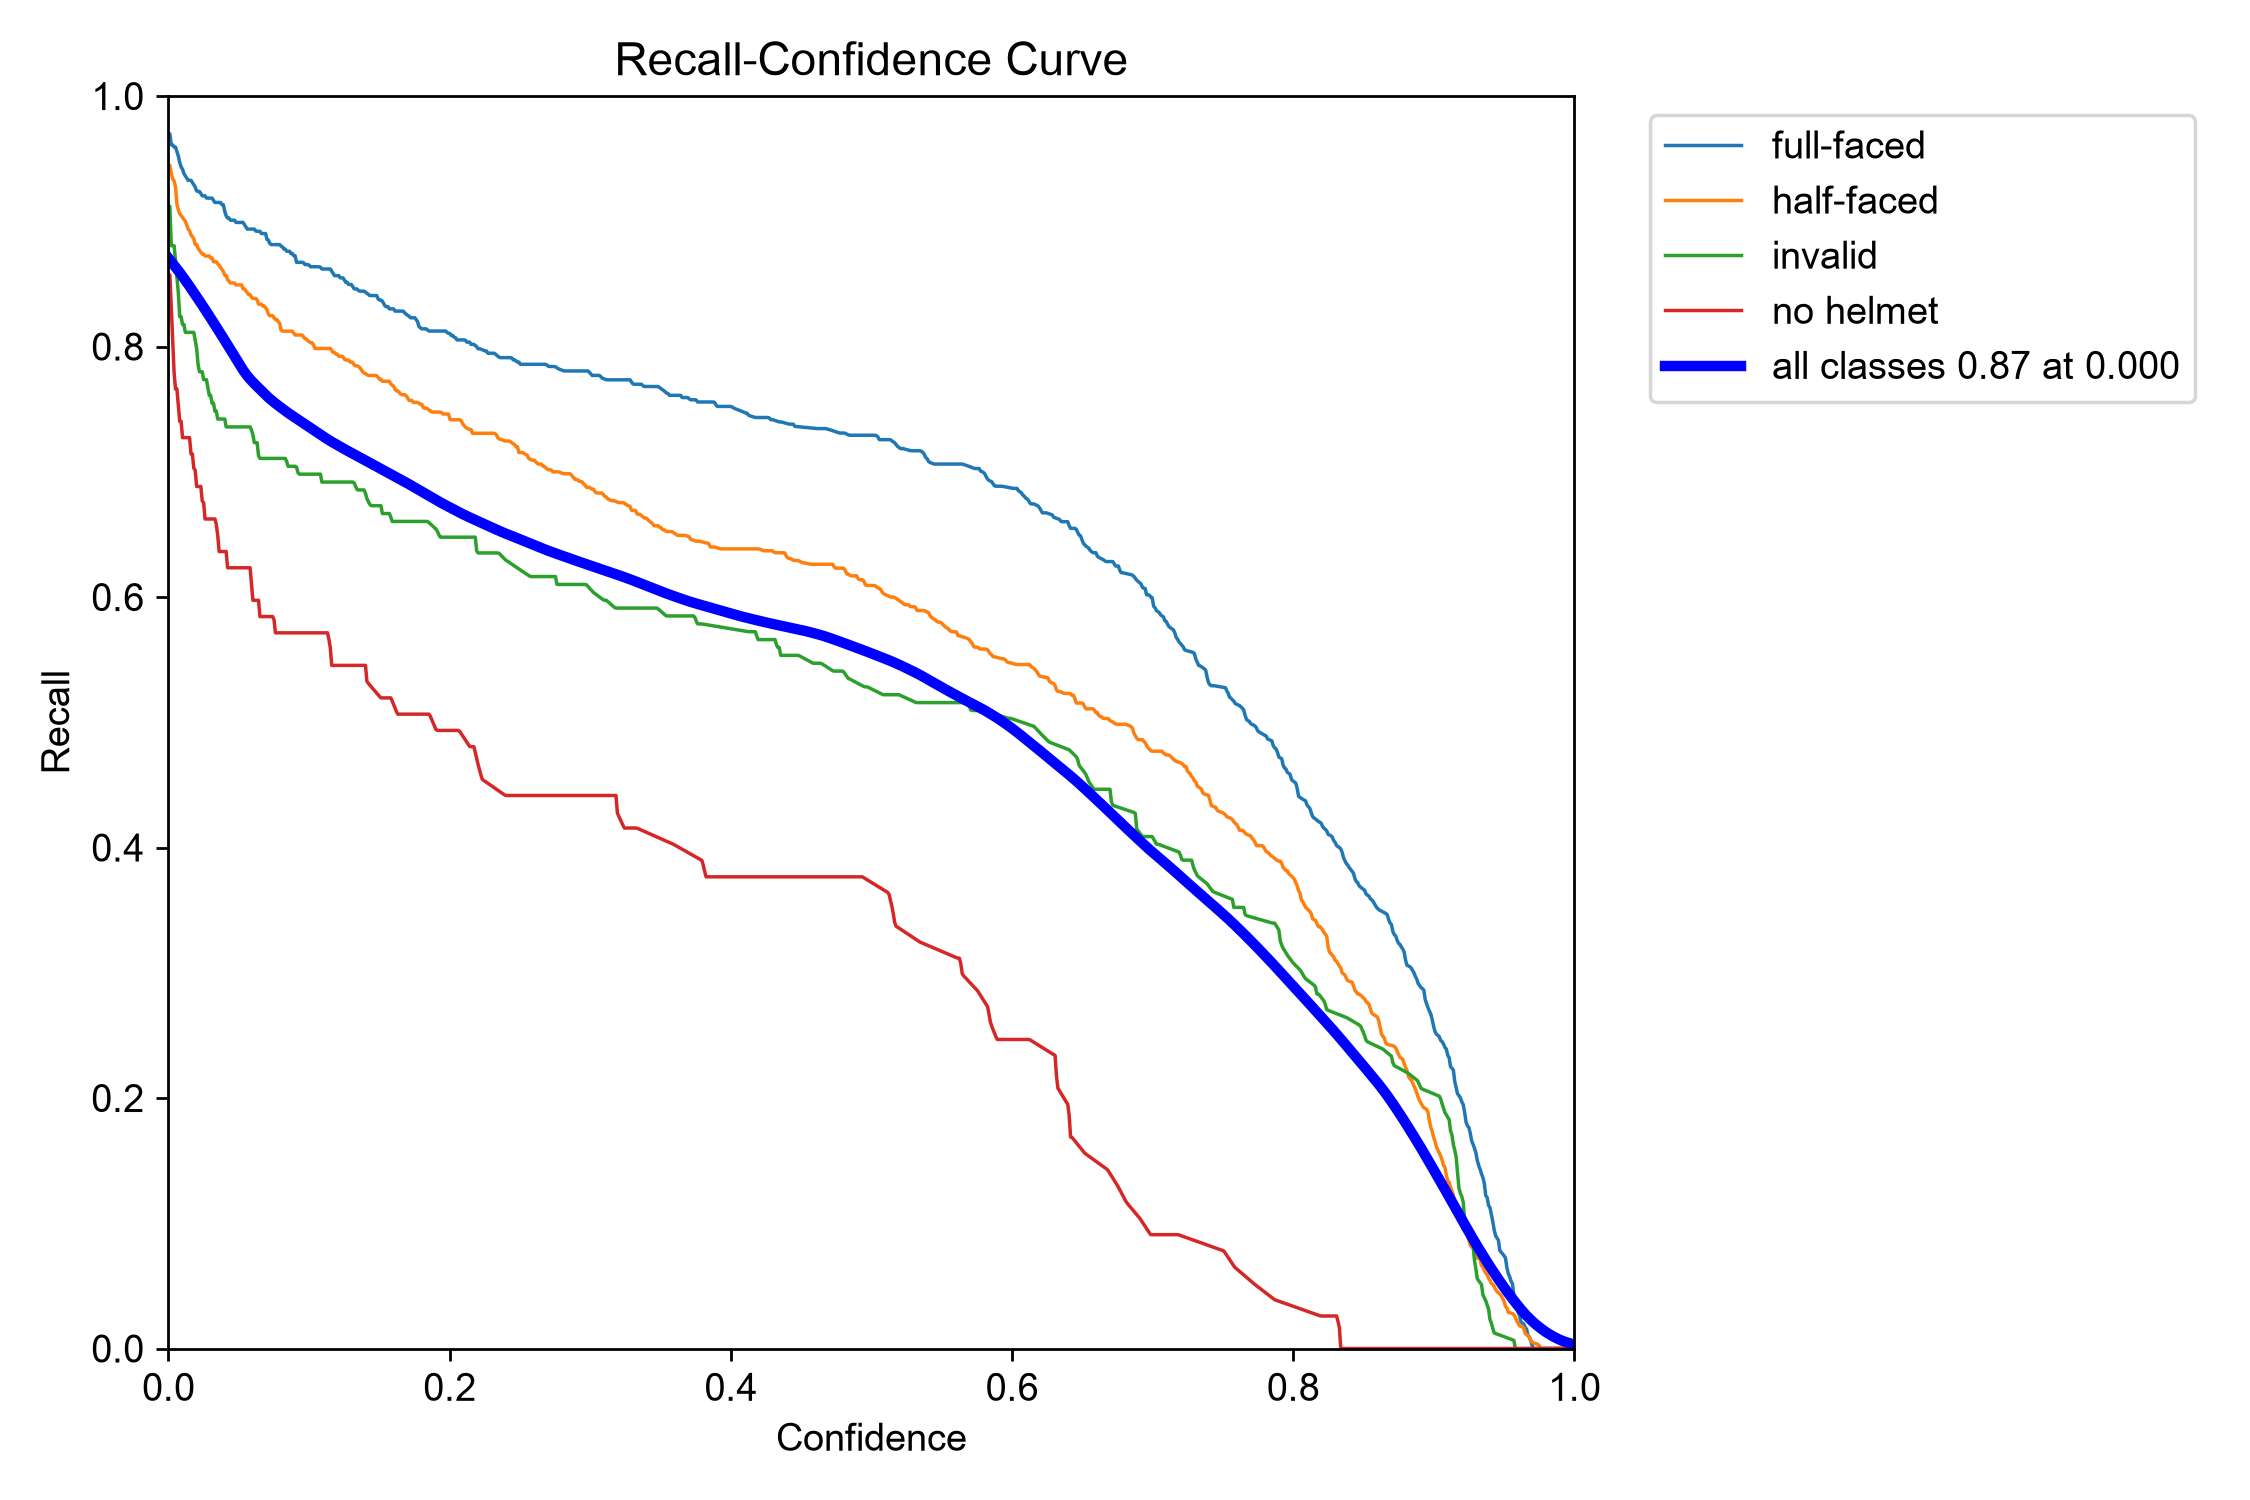 Recall-Confidence Curve
1.0
0.8
0.6
0.4
0.2
0.0
Recall
0.0 0.2 0.4 0.6 0.8 1.0
Confidence
full-faced
half-faced
invalid
no helmet
all classes 0.87 at 0.000